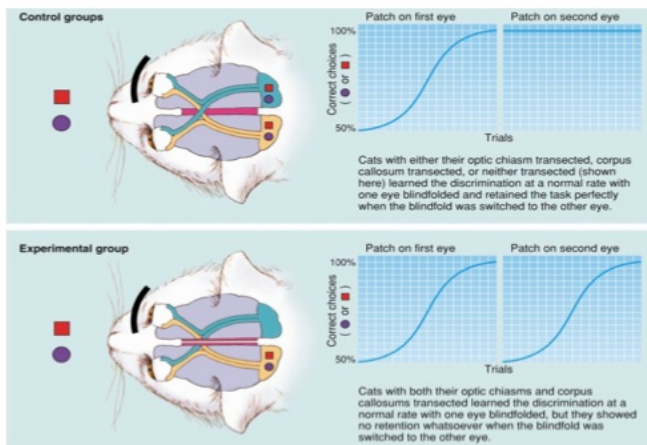 Control groups
Patch on first eye
Patch on second eye
100%
Correct choices
( or )
50%
Trials
Cats with either their optic chiasm transected, corpus
callosum transected, or neither transected (shown
here) learned the discrimination at a normal rate with
one eye blindfolded and retained the task perfectly
when the blindfold was switched to the other eye.
Experimental group
Patch on first eye
Patch on second eye
100%
Correct choices
( or )
50%
Trials
Cats with both their optic chiasms and corpus
callosums transected learned the discrimination at a
normal rate with one eye blindfolded, but they showed
no retention whatsoever when the blindfold was
switched to the other eye.